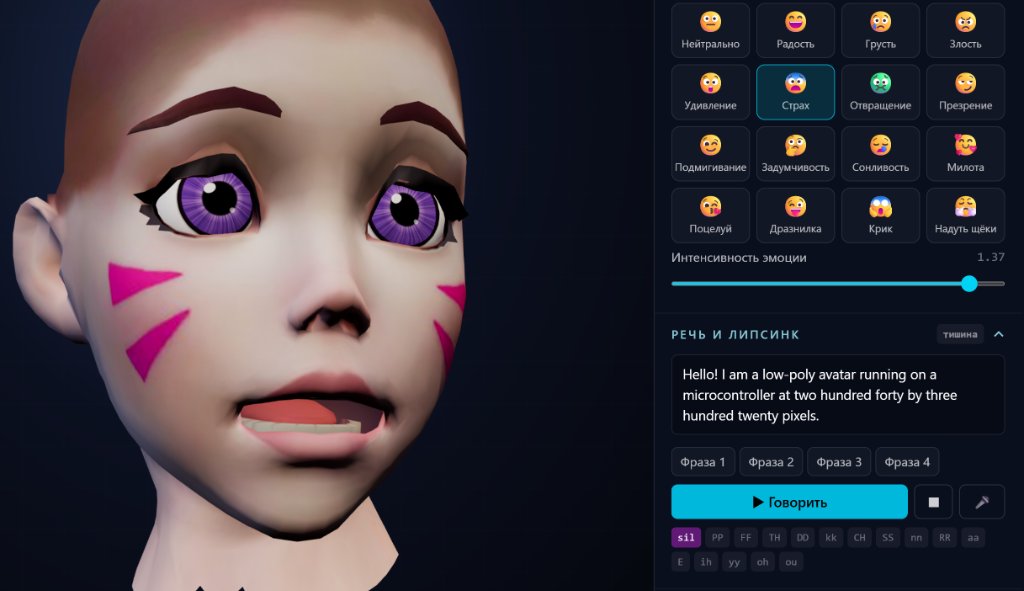 Нейтрально Радость Грусть Злость
Удивление Страх Отвращение Презрение
Подмигивание Задумчивость Сонливость Милота
Поцелуй Дразнилка Крик Надуть щёки
Интенсивность эмоции 1.37
РЕЧЬ И ЛИПСИНК тишина
Hello! I am a low-poly avatar running on a
microcontroller at two hundred forty by three
hundred twenty pixels.
Фраза 1 Фраза 2 Фраза 3 Фраза 4
Говорить
sil PP FF TH DD kk CH SS nn RR aa
E ih yy oh ou